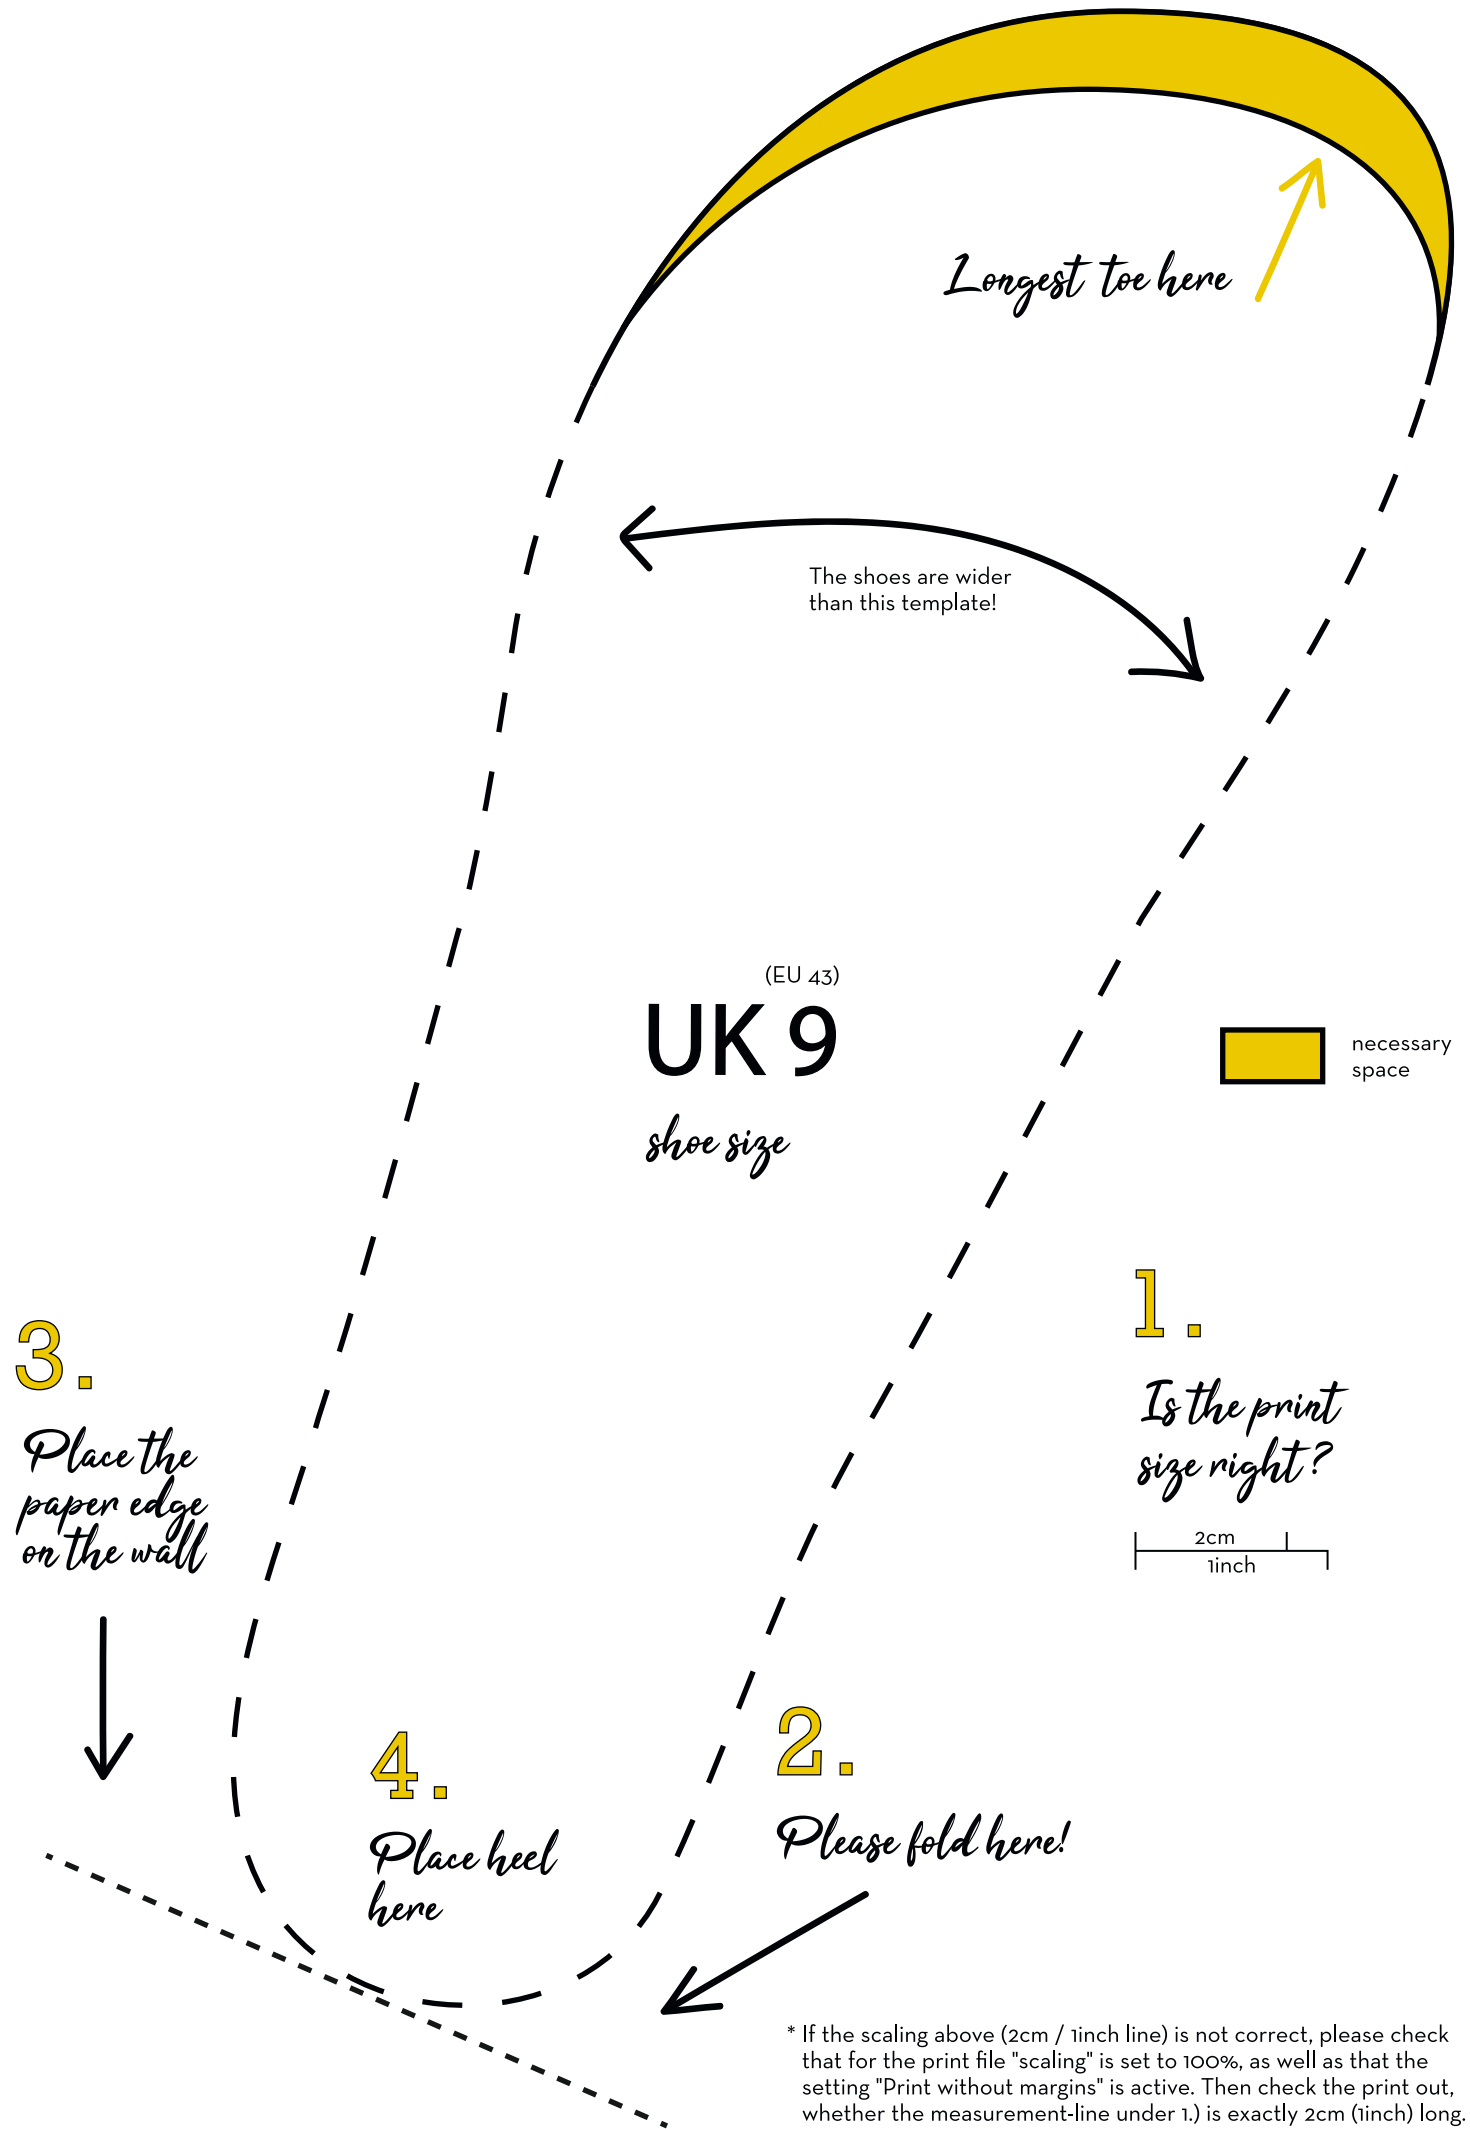 Longest toe here
The shoes are wider
than this template!
(EU 43)
UK 9
shoe size
necessary
space
1.
Is the print
size right?
2cm
1inch
3.
Place the
paper edge
on the wall
2.
Please fold here!
4.
Place heel
here
* If the scaling above (2cm / 1inch line) is not correct, please check
that for the print file "scaling" is set to 100%, as well as that the
setting "Print without margins" is active. Then check the print out,
whether the measurement-line under 1.) is exactly 2cm (1inch) long.